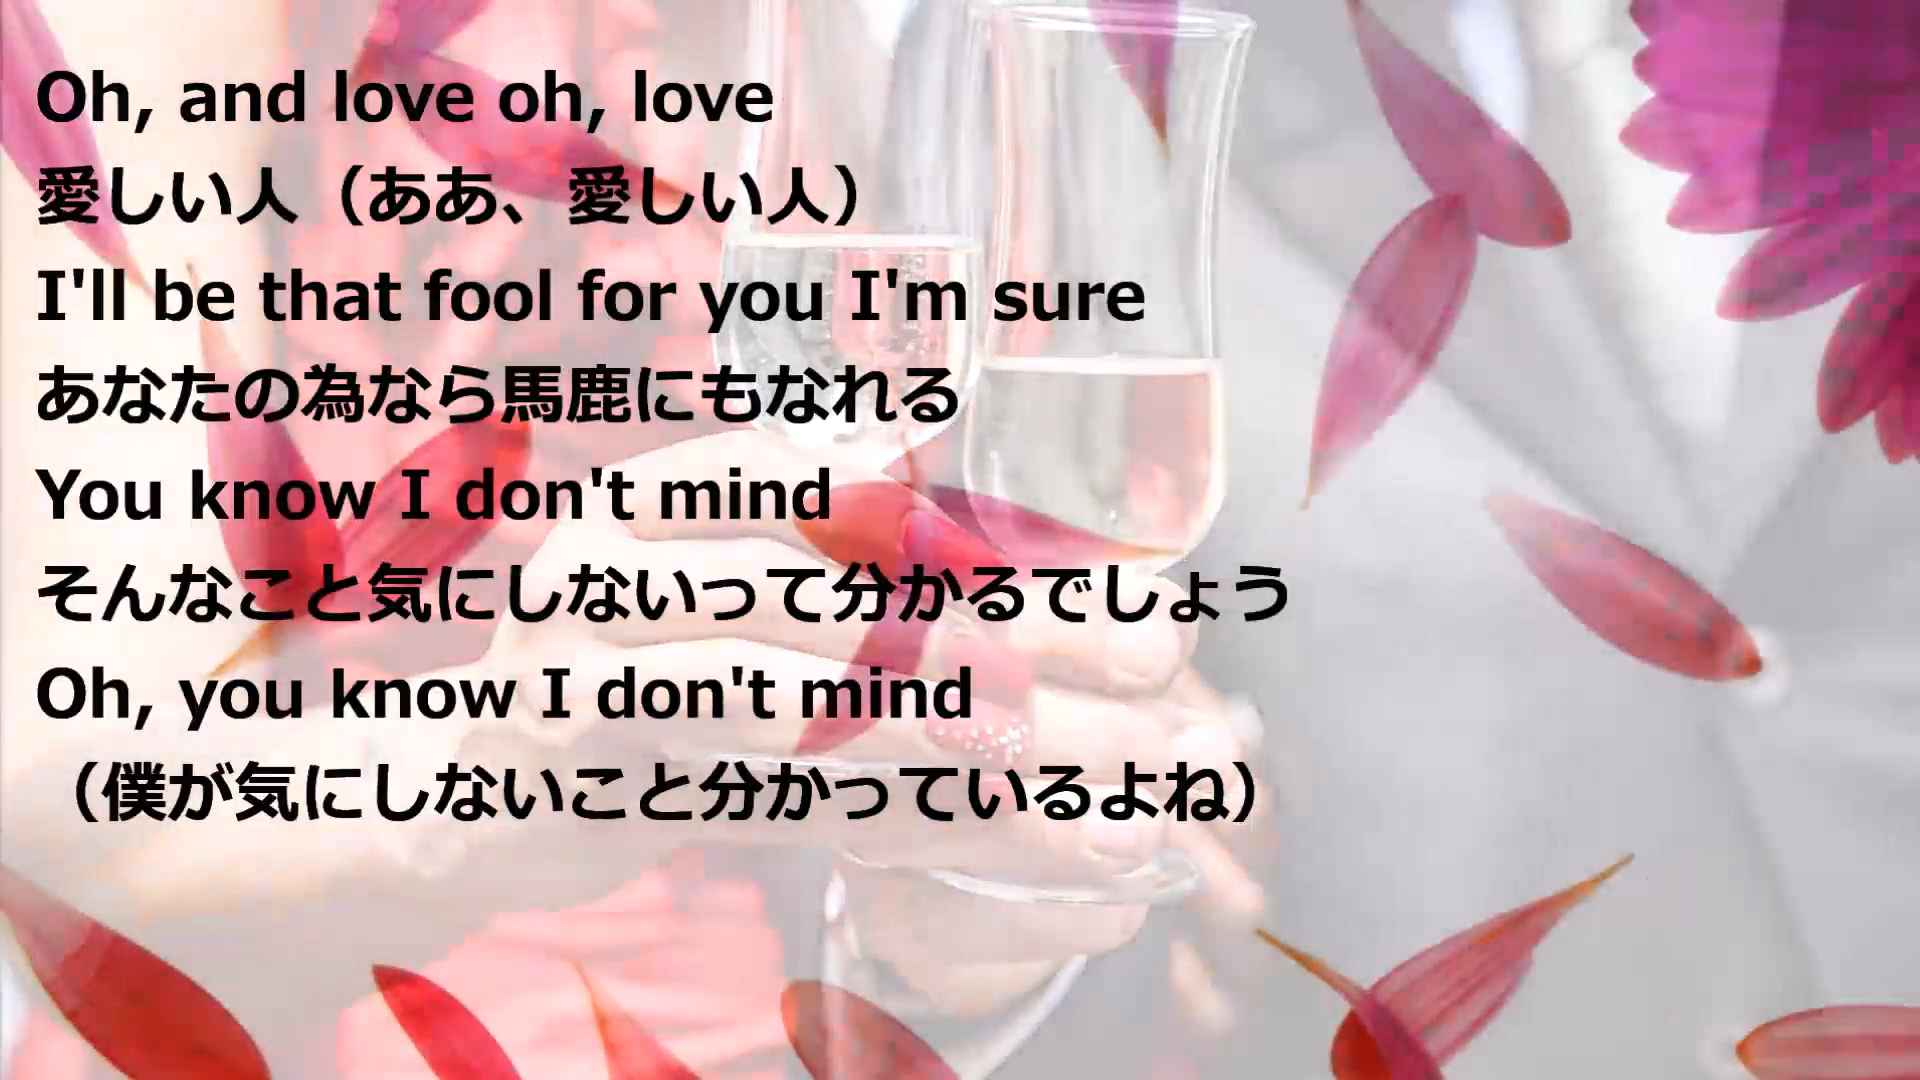 Oh, and love oh, love
愛しい人（ああ、愛しい人）
I'll be that fool for you I'm sure
あなたの為なら馬鹿にもなれる
You know I don't mind
そんなこと気にしないって分かるでしょう
Oh, you know I don't mind
（僕が気にしないこと分かっているよね）